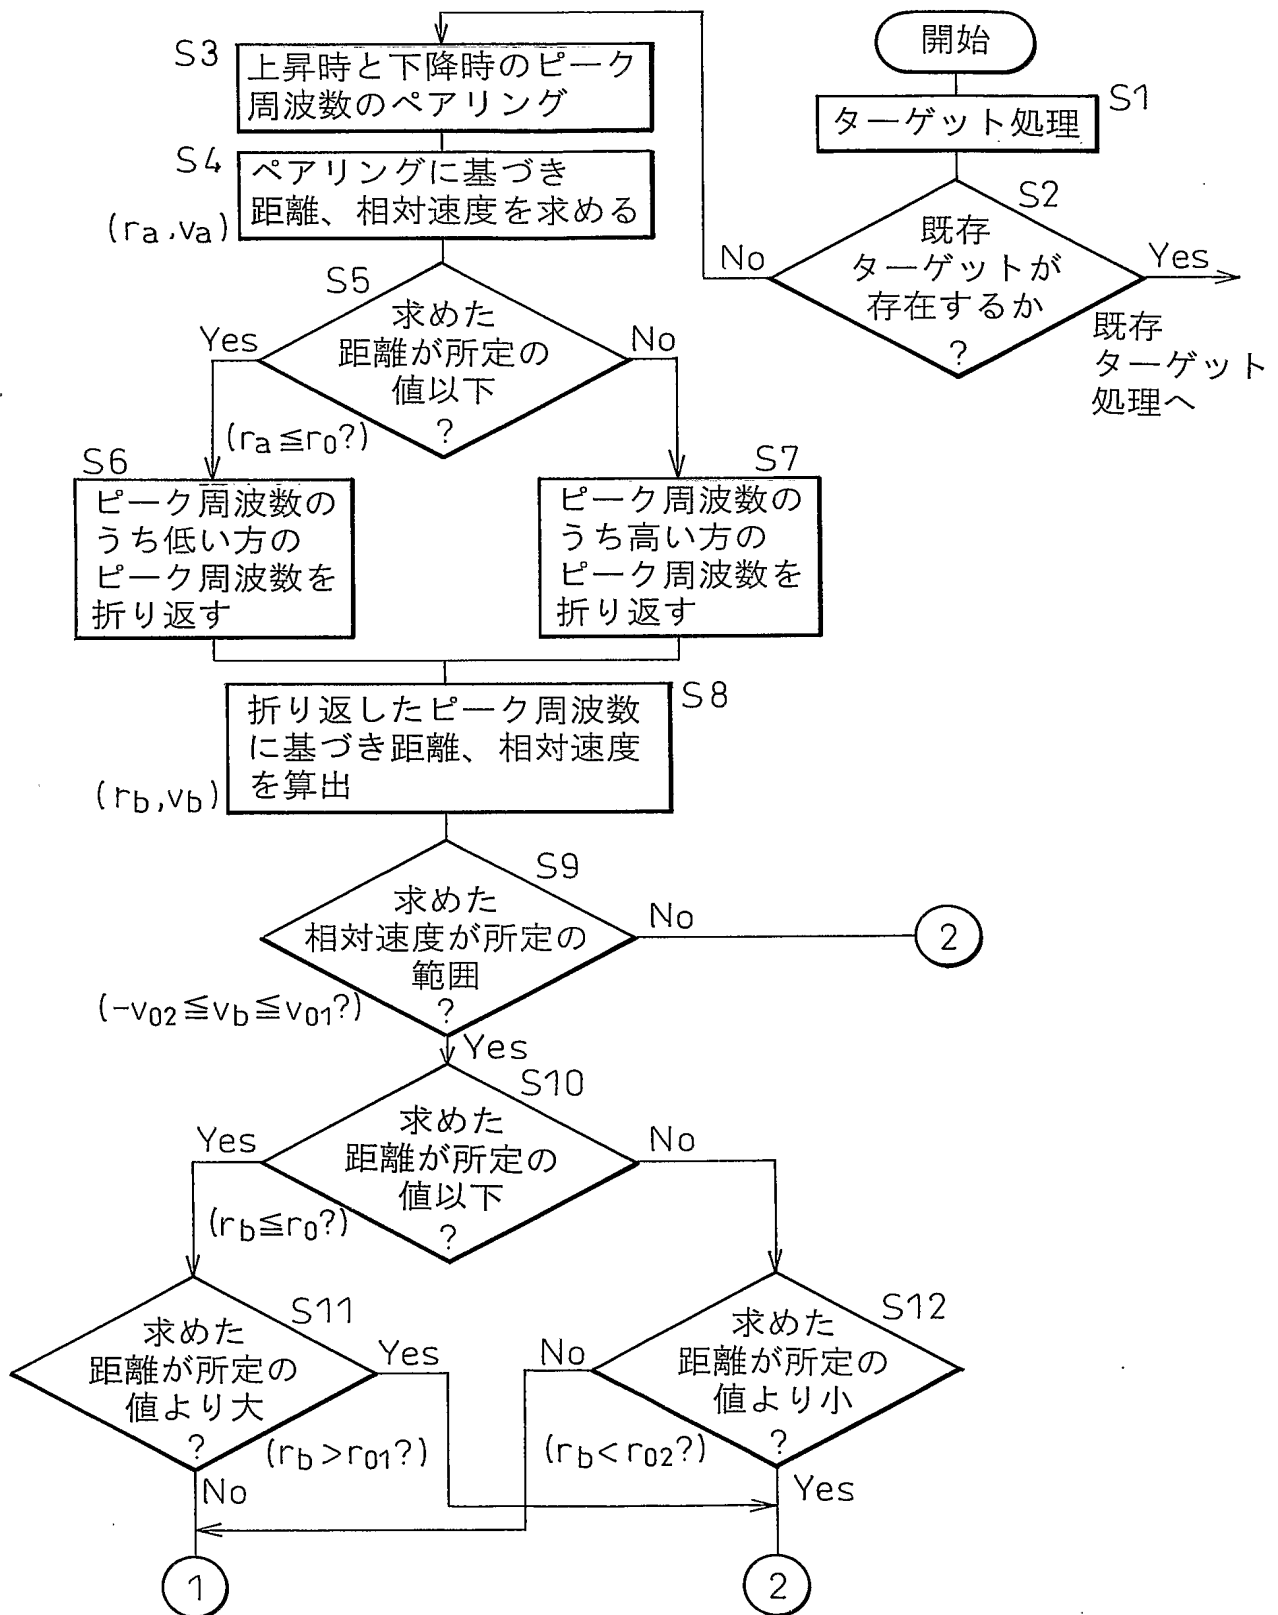 開始
S1
ターゲット処理
S2
既存
ターゲットが
存在するか
?
No
Yes
既存
ターゲット
処理へ
S3
上昇時と下降時のピーク
周波数のペアリング
S4
ペアリングに基づき
距離、相対速度を求める
(ra,va)
S5
求めた
距離が所定の
値以下
?
Yes
No
(ra≦r0?)
S6
ピーク周波数の
うち低い方の
ピーク周波数を
折り返す
S7
ピーク周波数の
うち高い方の
ピーク周波数を
折り返す
S8
折り返したピーク周波数
に基づき距離、相対速度
を算出
(rb,vb)
S9
求めた
相対速度が所定の
範囲
?
No
2
(-v02≦vb≦v01?)
Yes
S10
求めた
距離が所定の
値以下
?
Yes
No
(rb≦r0?)
S11
求めた
距離が所定の
値より大
?
Yes
(rb>r01?)
No
S12
求めた
距離が所定の
値より小
?
No
(rb<r02?)
Yes
1
2